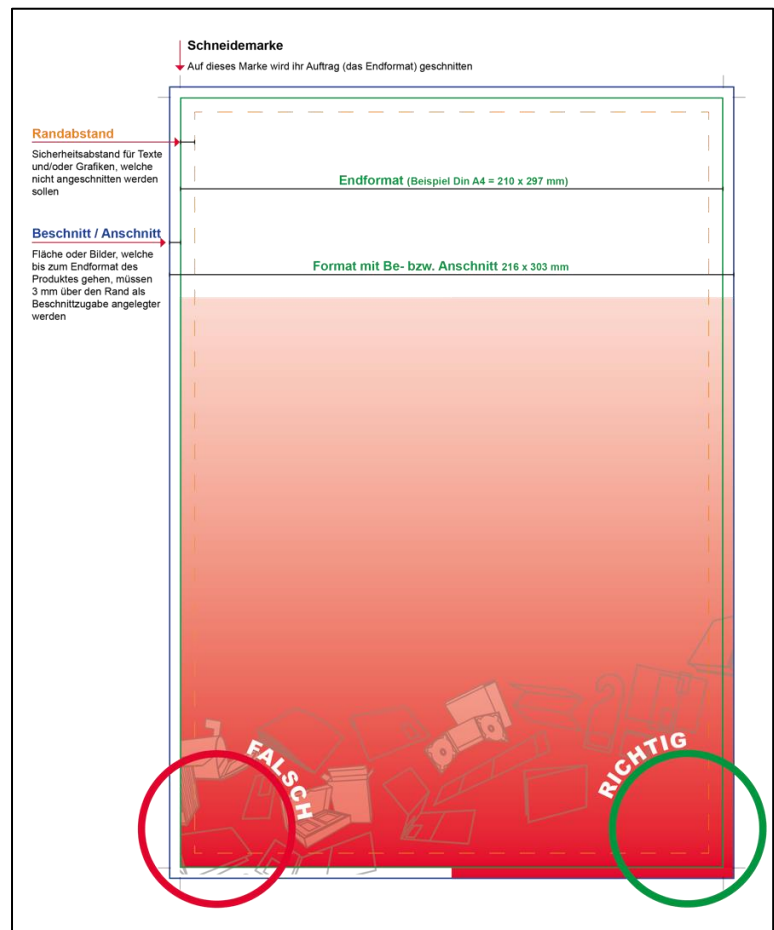 Schneidemarke
Auf dieses Marke wird ihr Auftrag (das Endformat) geschnitten
Randabstand
Sicherheitsabstand für Texte
und/oder Grafiken, welche
nicht angeschnitten werden
sollen
Endformat (Beispiel Din A4 = 210 x 297 mm)
Beschnitt / Anschnitt
Fläche oder Bilder, welche
bis zum Endformat des
Produktes gehen, müssen
3 mm über den Rand als
Beschnittzugabe angelegter
werden
Format mit Be- bzw. Anschnitt 216 x 303 mm
FALSCH
RICHTIG